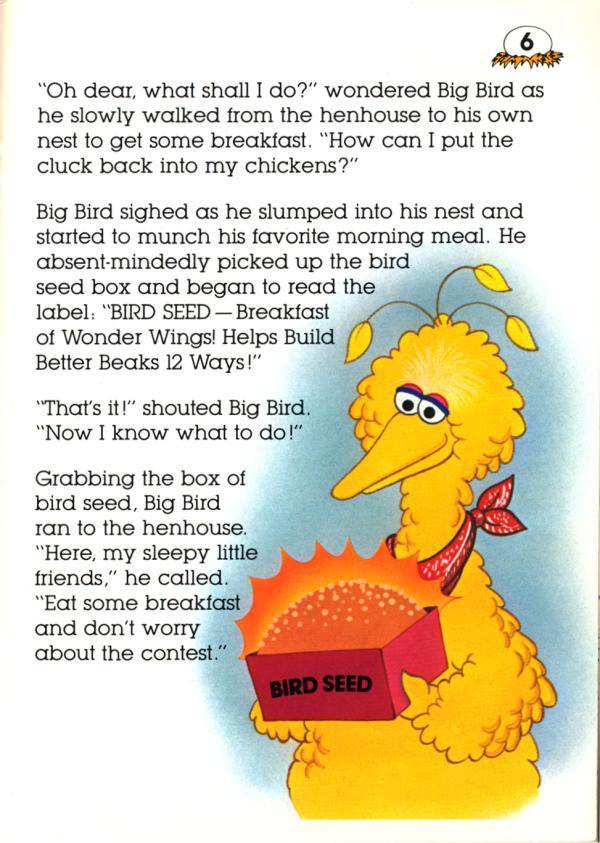 6
“Oh dear, what shall I do?” wondered Big Bird as
he slowly walked from the henhouse to his own
nest to get some breakfast. “How can I put the
cluck back into my chickens?”
Big Bird sighed as he slumped into his nest and
started to munch his favorite morning meal. He
absent-mindedly picked up the bird
seed box and began to read the
label: “BIRD SEED — Breakfast
of Wonder Wings! Helps Build
Better Beaks 12 Ways!”
“That’s it!” shouted Big Bird.
“Now I know what to do!”
Grabbing the box of
bird seed, Big Bird
ran to the henhouse.
“Here, my sleepy little
friends,” he called.
“Eat some breakfast
and don’t worry
about the contest.”
BIRD SEED